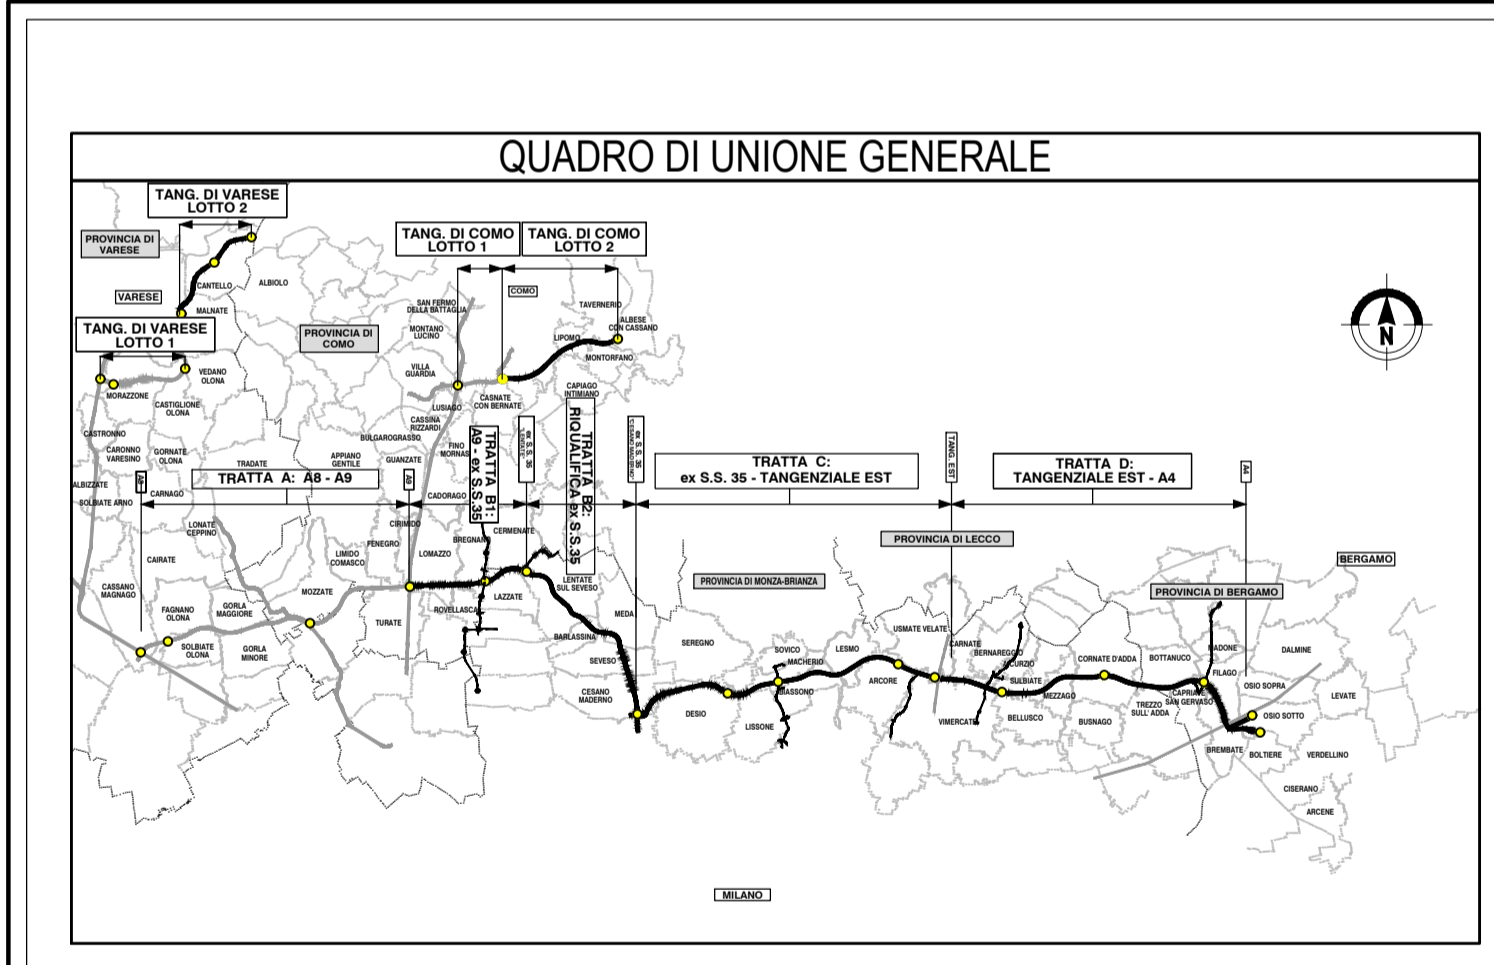 QUADRO DI UNIONE GENERALE
TANG. DI VARESE
LOTTO 2
PROVINCIA DI
VARESE
CANTELLO
ALBIOLO
VARESE
MALNATE
TANG. DI VARESE
LOTTO 1
PROVINCIA DI
COMO
TANG. DI COMO
LOTTO 1
TANG. DI COMO
LOTTO 2
COMO
SAN FERMO
DELLA BATTAGLIA
MONTANO
LUCINO
TAVERNERIO
ALBESE
CON CASSANO
LIPOMO
MONTORFANO
N
VILLA
GUARDIA
VEDANO
OLONA
MORAZZONE
CASTIGLIONE
OLONA
LUSIAGO
CASNATE
CON BERNATE
CAPIAGO
INTIMIANO
CASSINA
RIZZARDI
BULGAROGRASSO
CASTRONNO
CARONNO
VARESINO
GORNATE
OLONA
TRADATE
APPIANO
GENTILE
GUANZATE
FINO
MORNAS
ALBIZZATE
SOLBIATE ARNO
CARNAGO
A8
TRATTA A: A8 - A9
A9
CADORAGO
TRATTA B1:
A9 - ex S.S.35
ex S.S. 35
"LENTATE"
TRATTA B2:
RIQUALIFICA ex S.S.35
ex S.S. 35
"CESANO MADERNO"
TRATTA C:
ex S.S. 35 - TANGENZIALE EST
TANG. EST
TRATTA D:
TANGENZIALE EST - A4
A4
LONATE
CEPPINO
CIRIMIDO
FENEGRO
LOMAZZO
BREGNANO
CERMENATE
CAIRATE
LIMIDO
COMASCO
CASSANO
MAGNAGO
MOZZATE
FAGNANO
OLONA
GORLA
MAGGIORE
TURATE
ROVELLASCA
LAZZATE
LENTATE
SUL SEVESO
SOLBIATE
OLONA
GORLA
MINORE
BARLASSINA
MEDA
SEVESO
CESANO
MADERNO
PROVINCIA DI MONZA-BRIANZA
PROVINCIA DI LECCO
PROVINCIA DI BERGAMO
BERGAMO
SEREGNO
SOVICO
MACHERIO
LESMO
USMATE VELATE
CARNATE
BERNAREGGIO
CORNATE D'ADDA
BOTTANUCO
MADONE
FILAGO
DALMINE
DESIO
BIASSONO
LISSONE
ARCORE
VIMERCATE
SULBIATE
MEZZAGO
BELLUSCO
BUSNAGO
TREZZO
SULL' ADDA
CAPRIATE
SAN GERVASO
OSIO SOPRA
LEVATE
OSIO SOTTO
BREMBATE
BOLTIERE
VERDELLINO
CISERANO
ARCENE
MILANO